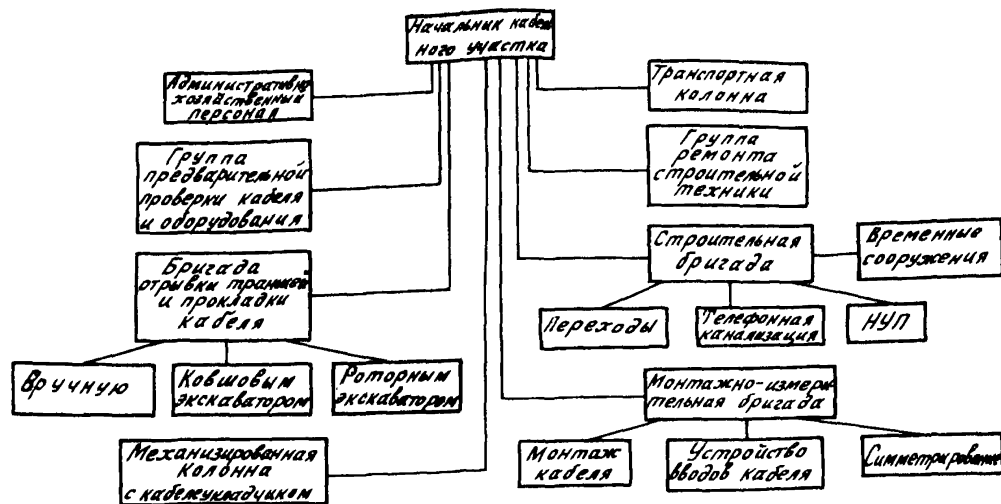 Начальник кабель
ного участка
Административно
хозяйственный
персонал
Группа
предварительной
проверки кабеля
и оборудования
Бригада
отрывки траншей
и прокладки
кабеля
Вручную
Ковшовым
экскаватором
Роторным
экскаватором
Механизированная
колонна
с кабелеукладчиком
Транспортная
колонна
Группа
ремонта
строительной
техники
Строительная
бригада
Временные
сооружения
Переходы
Телефонная
канализация
НУП
Монтажно-измери
тельная бригада
Монтаж
кабеля
Устройство
вводов кабеля
Симметрирование